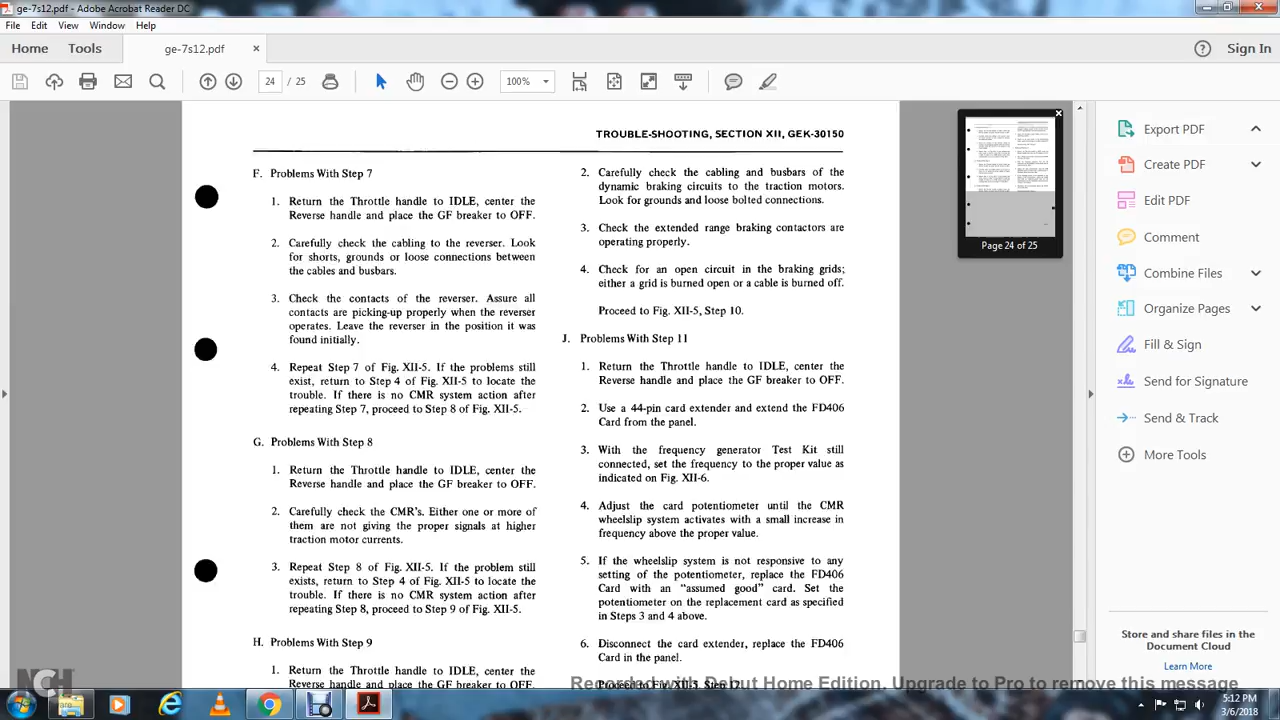 ge-7s12.pdf - Adobe Acrobat Reader DC
File Edit View Window Help
Home Tools ge-7s12.pdf × Sign In
24 / 25 100%
TROUBLE-SHOOTING, SECTION XII, GEK-30150
F. Problems With Step 7
1. Return the Throttle handle to IDLE, center the
Reverse handle and place the GF breaker to OFF.
2. Carefully check the cabling to the reverser. Look
for shorts, grounds or loose connections between
the cables and busbars.
3. Check the contacts of the reverser. Assure all
contacts are picking-up properly when the reverser
operates. Leave the reverser in the position it was
found initially.
4. Repeat Step 7 of Fig. XII-5. If the problems still
exist, return to Step 4 of Fig. XII-5 to locate the
trouble. If there is no CMR system action after
repeating Step 7, proceed to Step 8 of Fig. XII-5.
G. Problems With Step 8
1. Return the Throttle handle to IDLE, center the
Reverse handle and place the GF breaker to OFF.
2. Carefully check the CMR's. Either one or more of
them are not giving the proper signals at higher
traction motor currents.
3. Repeat Step 8 of Fig. XII-5. If the problem still
exists, return to Step 4 of Fig. XII-5 to locate the
trouble. If there is no CMR system action after
repeating Step 8, proceed to Step 9 of Fig. XII-5.
H. Problems With Step 9
1. Return the Throttle handle to IDLE, center the
Reverse handle and place the GF breaker to OFF.
2. Carefully check the cabling and busbars of the
dynamic braking circuits to the traction motors.
Look for grounds and loose bolted connections.
3. Check the extended range braking contactors are
operating properly.
4. Check for an open circuit in the braking grids;
either a grid is burned open or a cable is burned off.
Proceed to Fig. XII-5, Step 10.
J. Problems With Step 11
1. Return the Throttle handle to IDLE, center the
Reverse handle and place the GF breaker to OFF.
2. Use a 44-pin card extender and extend the FD406
Card from the panel.
3. With the frequency generator Test Kit still
connected, set the frequency to the proper value as
indicated on Fig. XII-6.
4. Adjust the card potentiometer until the CMR
wheelslip system activates with a small increase in
frequency above the proper value.
5. If the wheelslip system is not responsive to any
setting of the potentiometer, replace the FD406
Card with an “assumed good” card. Set the
potentiometer on the replacement card as specified
in Steps 3 and 4 above.
6. Disconnect the card extender, replace the FD406
Card in the panel.
Proceed to Fig. XII-5, Step 12.
Page 24 of 25
Export PDF
Create PDF
Edit PDF
Comment
Combine Files
Organize Pages
Fill & Sign
Send for Signature
Send & Track
More Tools
Store and share files in the
Document Cloud
Learn More
NCH
Recorded with Debut Home Edition. Upgrade to Pro to remove this message
5:12 PM
3/6/2018